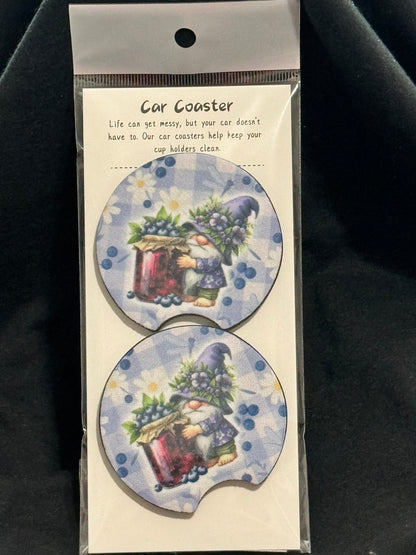 Car Coaster
Life can get messy, but your car doesn't
have to. Our car coasters help keep your
cup holders clean.